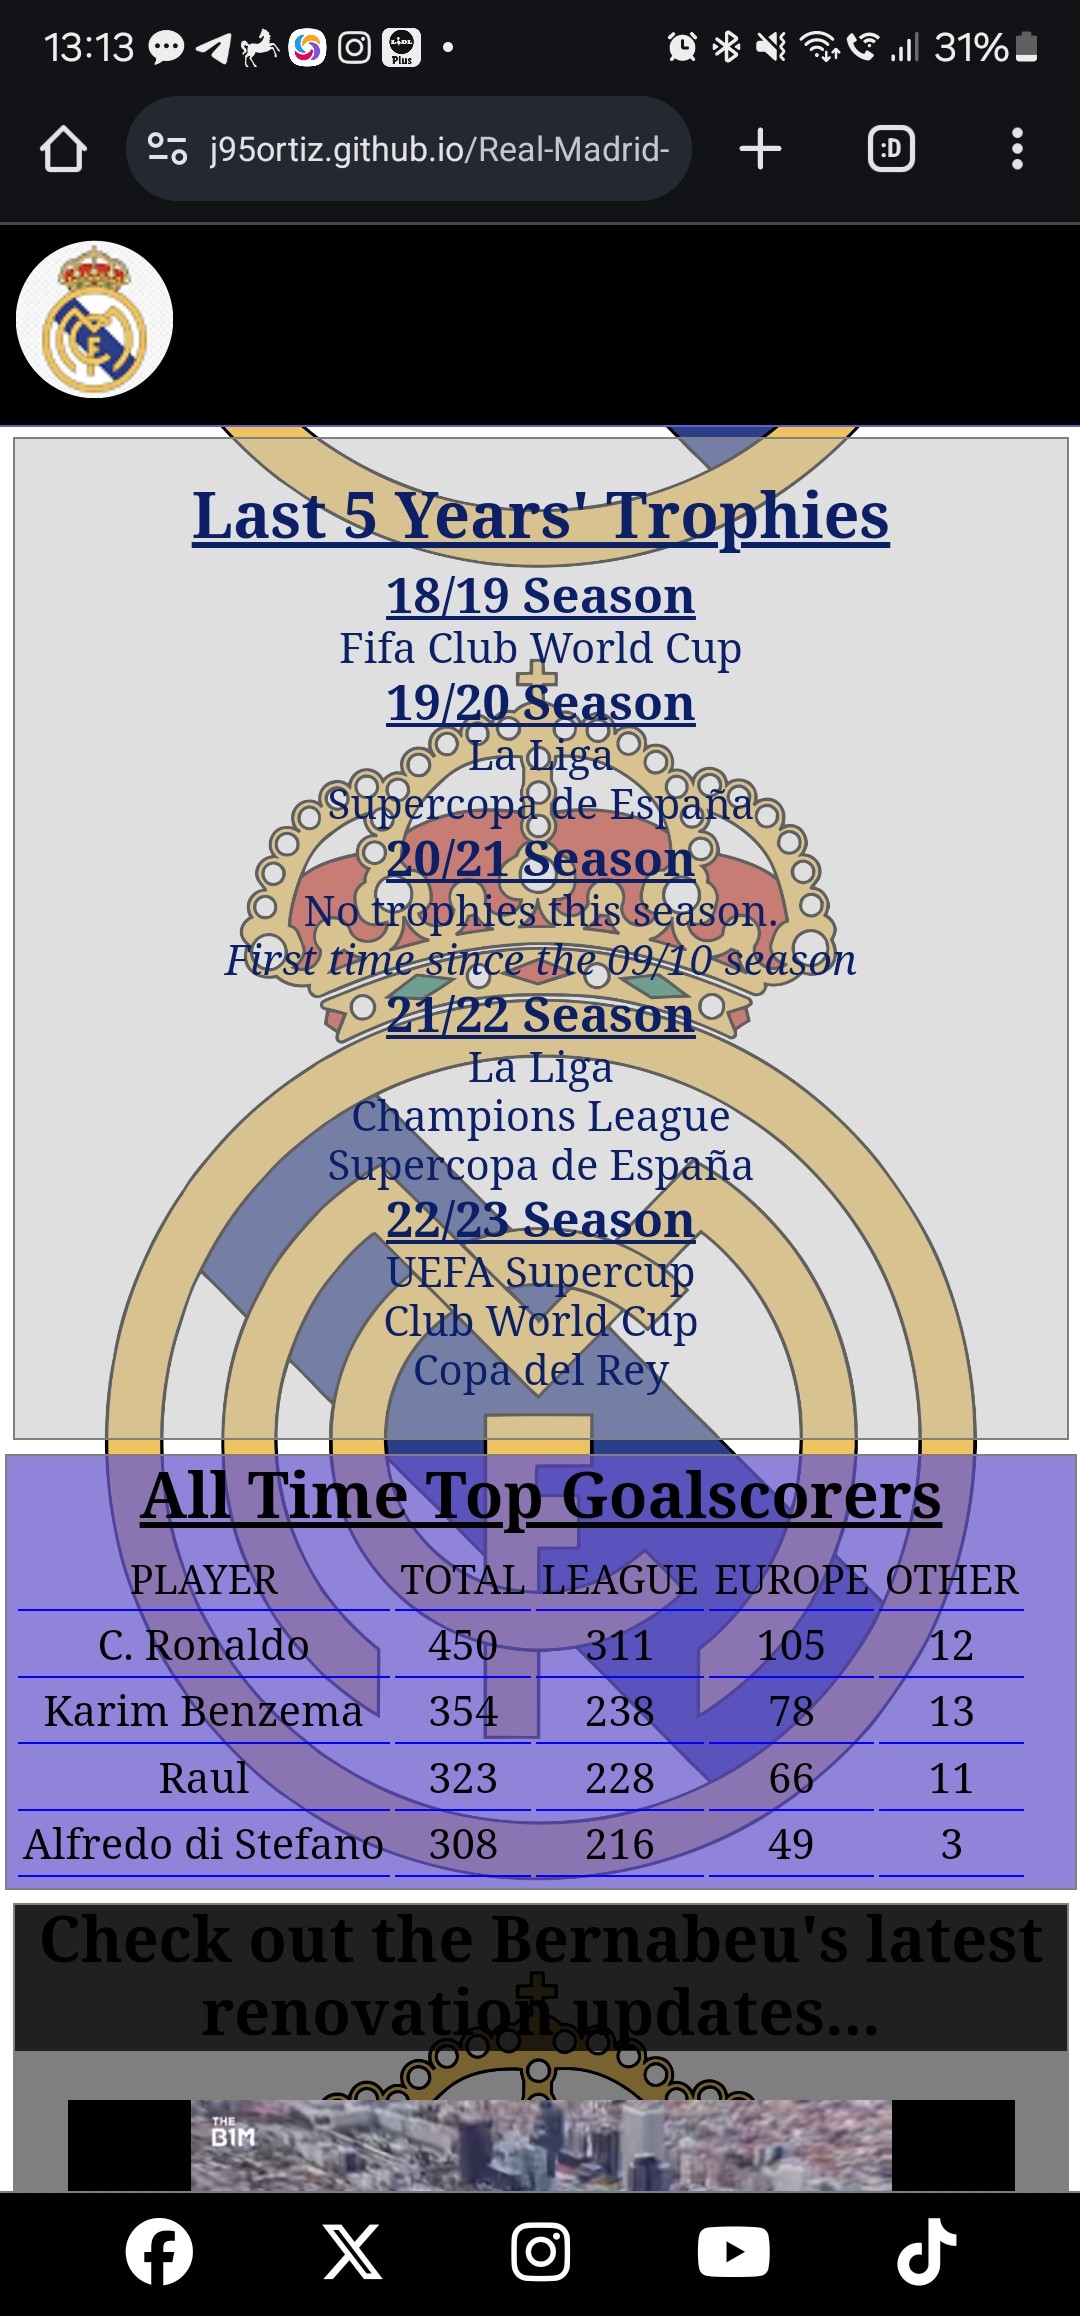 13:13
LiDL
Plus
31%
j95ortiz.github.io/Real-Madrid-
:D
Last 5 Years' Trophies
18/19 Season
Fifa Club World Cup
19/20 Season
La Liga
Supercopa de España
20/21 Season
No trophies this season.
First time since the 09/10 season
21/22 Season
La Liga
Champions League
Supercopa de España
22/23 Season
UEFA Supercup
Club World Cup
Copa del Rey
All Time Top Goalscorers
PLAYER TOTAL LEAGUE EUROPE OTHER
C. Ronaldo 450 311 105 12
Karim Benzema 354 238 78 13
Raul 323 228 66 11
Alfredo di Stefano 308 216 49 3
Check out the Bernabeu's latest
renovation updates...
THE
B1M